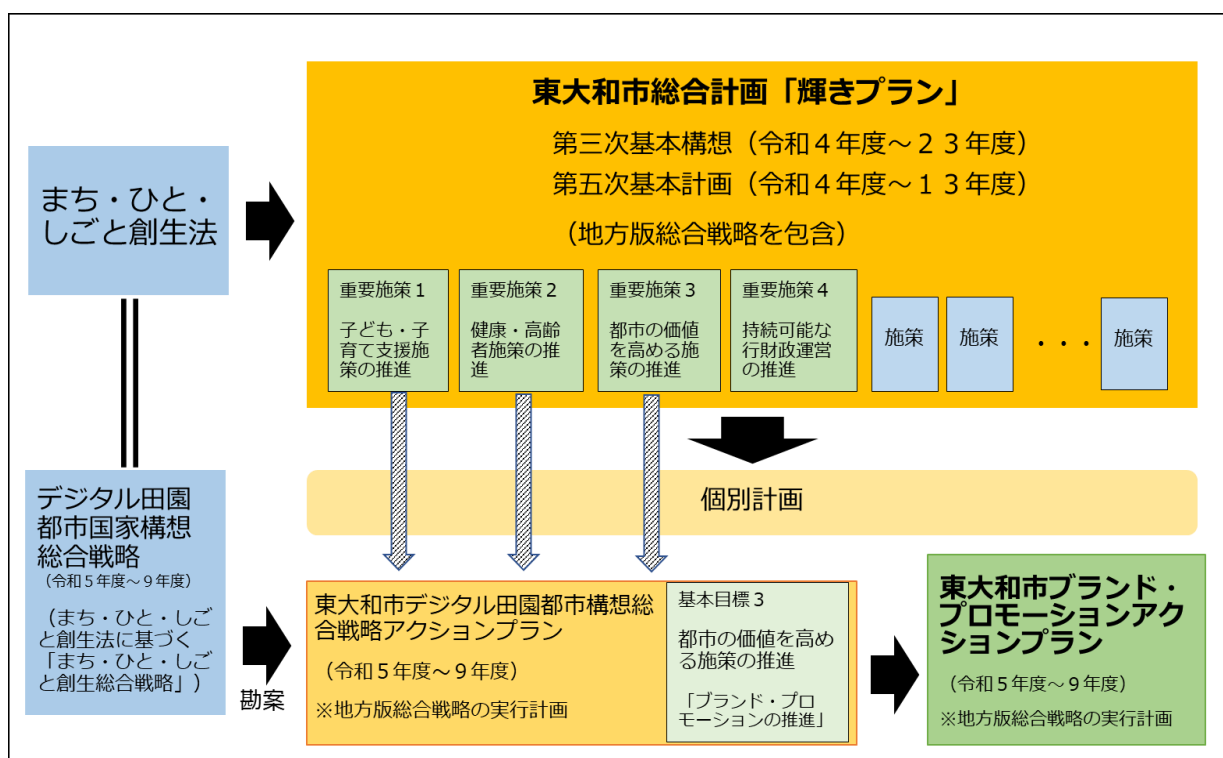 東大和市総合計画「輝きプラン」
第三次基本構想（令和４年度～２３年度）
第五次基本計画（令和４年度～１３年度）
（地方版総合戦略を包含）
まち・ひと・
しごと創生法
重要施策１
子ども・子
育て支援施
策の推進
重要施策２
健康・高齢
者施策の推
進
重要施策３
都市の価値
を高める施
策の推進
重要施策４
持続可能な
行財政運営
の推進
施策
施策
・・・
施策
個別計画
デジタル田園
都市国家構想
総合戦略
（令和５年度～９年度）
（まち・ひと・しご
と創生法に基づく
「まち・ひと・しご
と創生総合戦略」）
勘案
東大和市デジタル田園都市構想総
合戦略アクションプラン
（令和５年度～９年度）
※地方版総合戦略の実行計画
基本目標３
都市の価値を高め
る施策の推進
「ブランド・プロ
モーションの推進」
東大和市ブランド・
プロモーションアク
ションプラン
（令和５年度～９年度）
※地方版総合戦略の実行計画